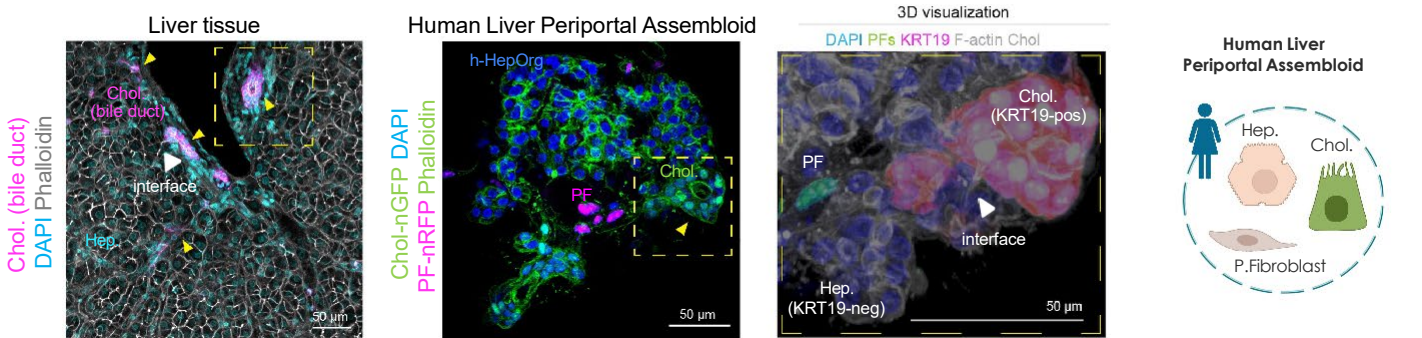 Liver tissue
Chol. (bile duct)
DAPI Phalloidin
Chol.
(bile duct)
interface
Hep.
50 µm
Human Liver Periportal Assembloid
Chol-nGFP DAPI
PF-nRFP Phalloidin
h-HepOrg
Chol.
PF
50 µm
3D visualization
DAPI PFs KRT19 F-actin Chol
Chol.
(KRT19-pos)
PF
interface
Hep.
(KRT19-neg)
50 µm
Human Liver
Periportal Assembloid
Hep.
Chol.
P.Fibroblast